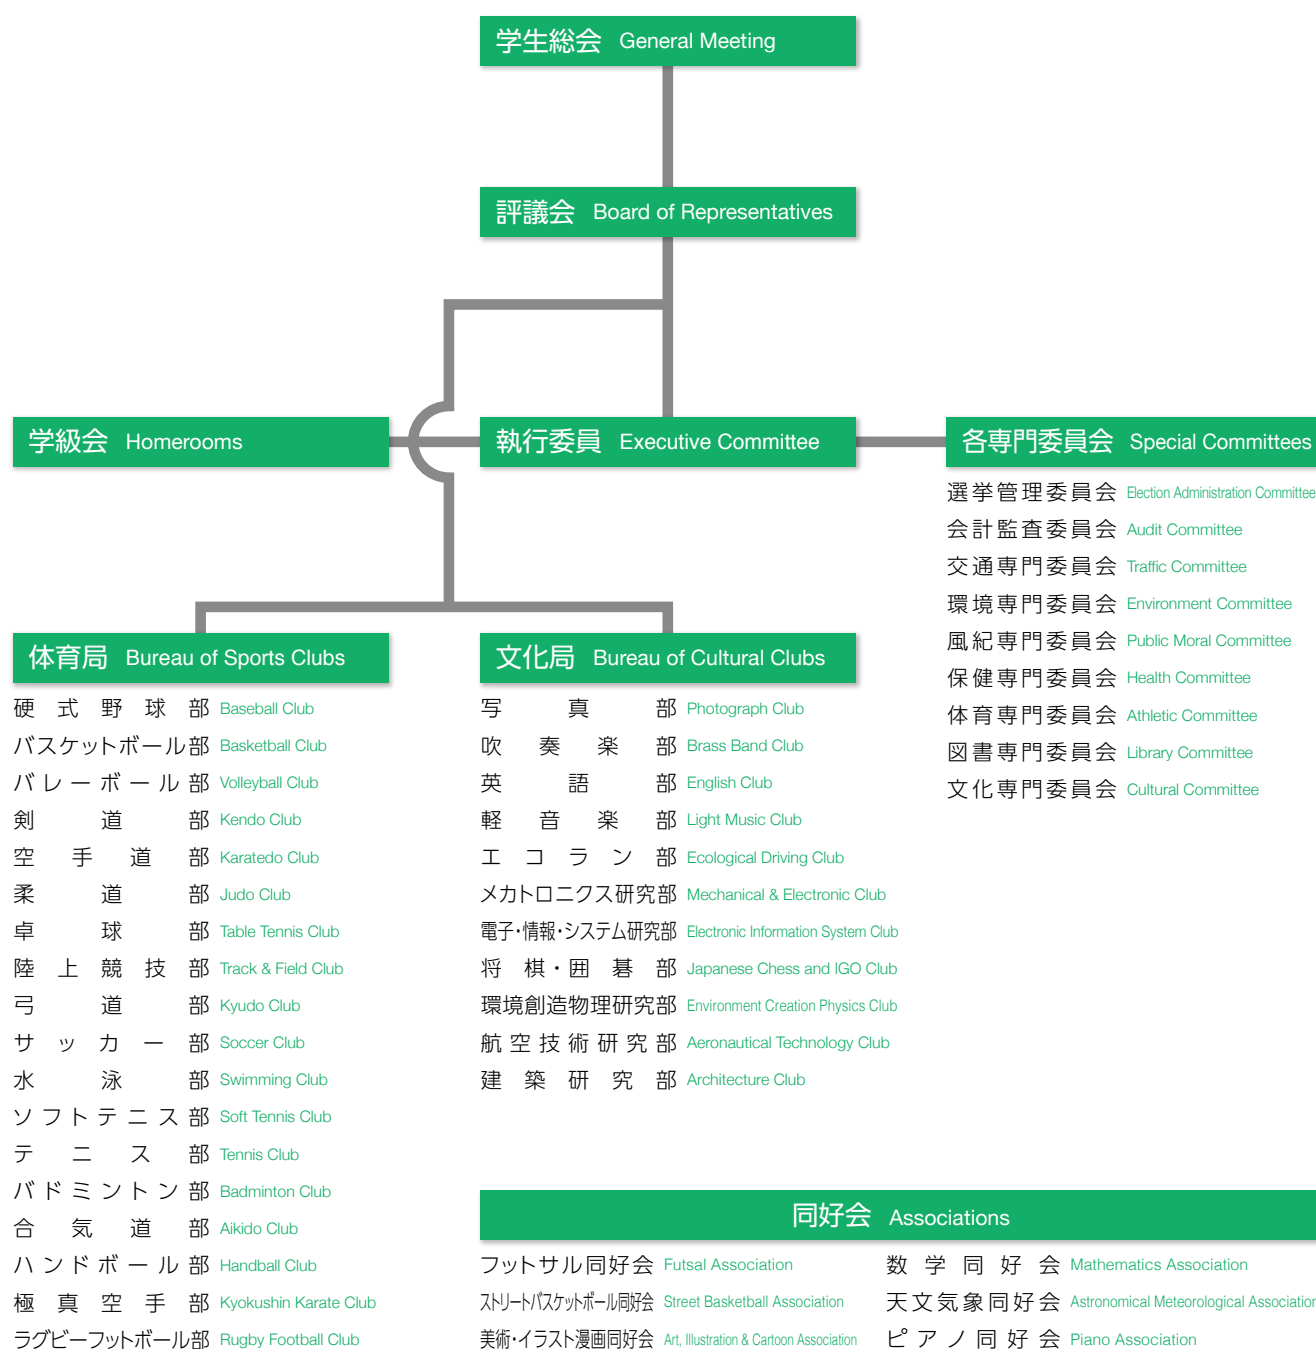 学生総会 General Meeting
評議会 Board of Representatives
学級会 Homerooms
執行委員 Executive Committee
各専門委員会 Special Committees
選挙管理委員会 Election Administration Committee
会計監査委員会 Audit Committee
交通専門委員会 Traffic Committee
環境専門委員会 Environment Committee
風紀専門委員会 Public Moral Committee
保健専門委員会 Health Committee
体育専門委員会 Athletic Committee
図書専門委員会 Library Committee
文化専門委員会 Cultural Committee
体育局 Bureau of Sports Clubs
硬式野球部 Baseball Club
バスケットボール部 Basketball Club
バレーボール部 Volleyball Club
剣道部 Kendo Club
空手道部 Karatedo Club
柔道部 Judo Club
卓球部 Table Tennis Club
陸上競技部 Track & Field Club
弓道部 Kyudo Club
サッカー部 Soccer Club
水泳部 Swimming Club
ソフトテニス部 Soft Tennis Club
テニス部 Tennis Club
バドミントン部 Badminton Club
合気道部 Aikido Club
ハンドボール部 Handball Club
極真空手部 Kyokushin Karate Club
ラグビーフットボール部 Rugby Football Club
文化局 Bureau of Cultural Clubs
写真部 Photograph Club
吹奏楽部 Brass Band Club
英語部 English Club
軽音楽部 Light Music Club
エコラン部 Ecological Driving Club
メカトロニクス研究部 Mechanical & Electronic Club
電子・情報・システム研究部 Electronic Information System Club
将棋・囲碁部 Japanese Chess and IGO Club
環境創造物理研究部 Environment Creation Physics Club
航空技術研究部 Aeronautical Technology Club
建築研究部 Architecture Club
同好会 Associations
フットサル同好会 Futsal Association
ストリートバスケットボール同好会 Street Basketball Association
美術・イラスト漫画同好会 Art, Illustration & Cartoon Association
数学同好会 Mathematics Association
天文気象同好会 Astronomical Meteorological Association
ピアノ同好会 Piano Association